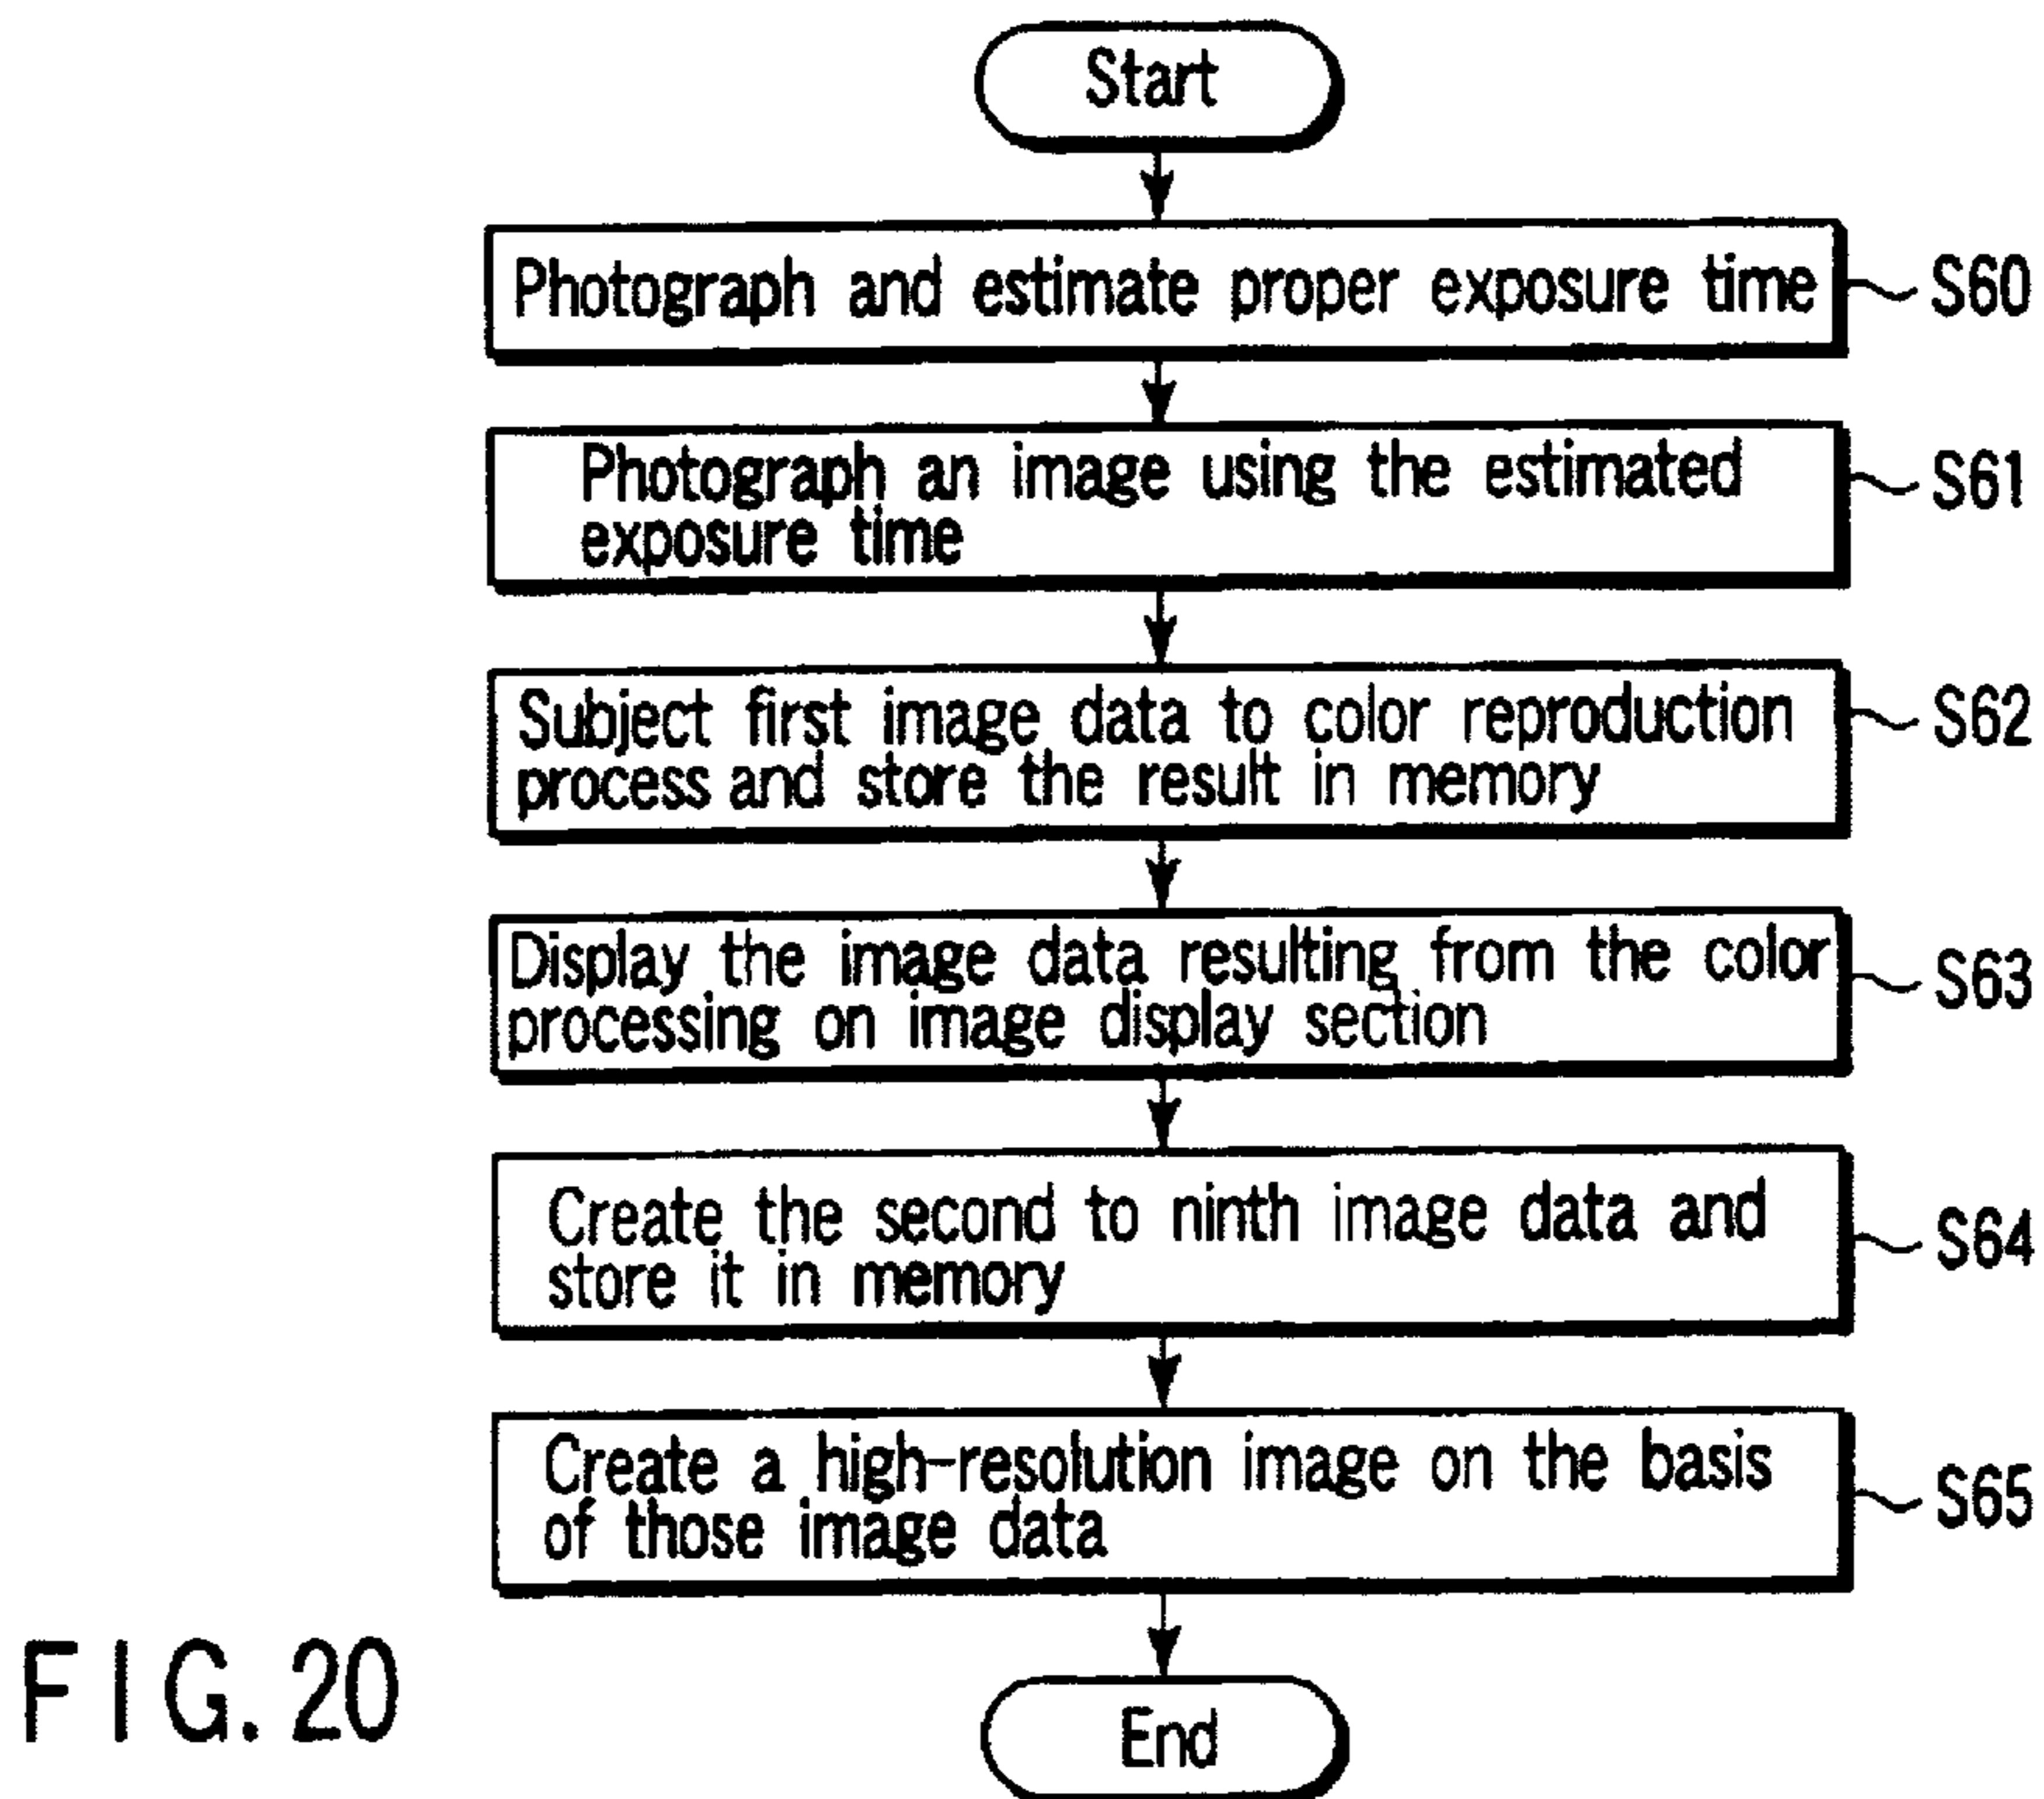 Start
Photograph and estimate proper exposure time
S60
Photograph an image using the estimated
exposure time
S61
Subject first image data to color reproduction
process and store the result in memory
S62
Display the image data resulting from the color
processing on image display section
S63
Create the second to ninth image data and
store it in memory
S64
Create a high-resolution image on the basis
of those image data
S65
End
FIG. 20